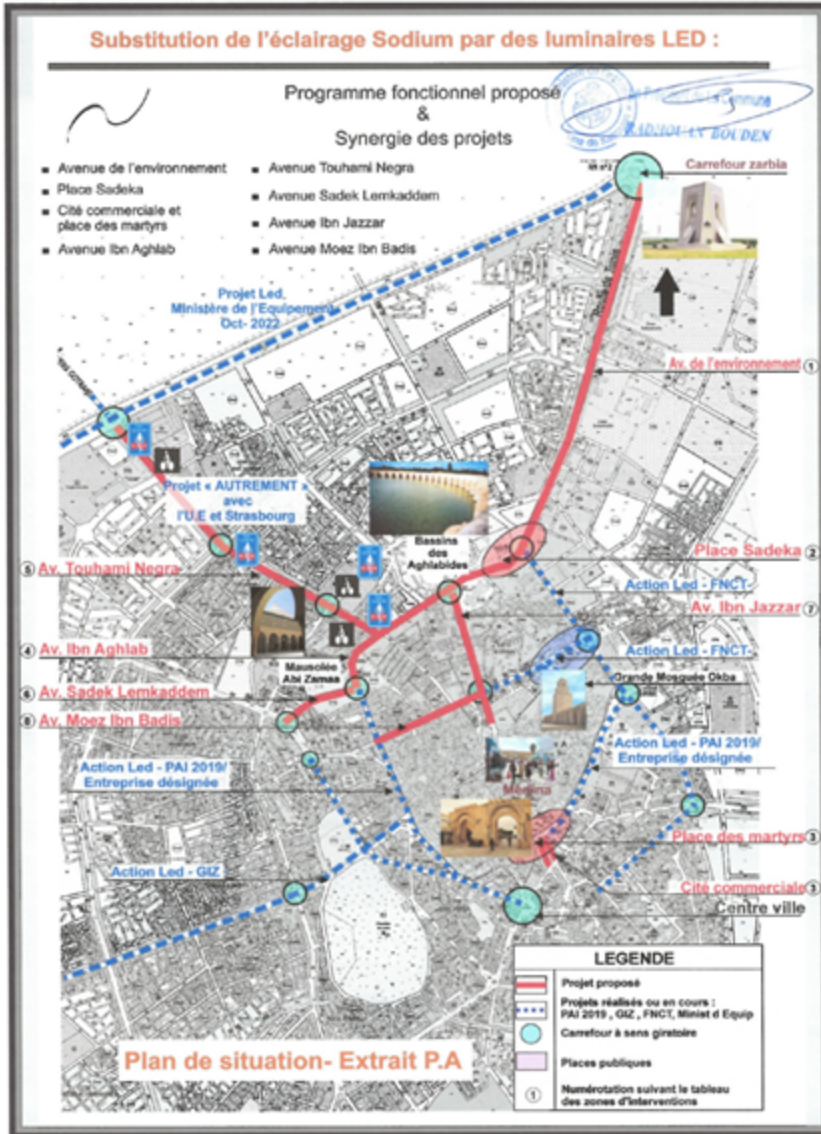 Substitution de l'éclairage Sodium par des luminaires LED :
Programme fonctionnel proposé
&
Synergie des projets
RADHOUAN BOUDEN
▪ Avenue de l'environnement
▪ Place Sadeka
▪ Cité commerciale et
place des martyrs
▪ Avenue Ibn Aghlab
▪ Avenue Touhami Negra
▪ Avenue Sadek Lemkaddem
▪ Avenue Ibn Jazzar
▪ Avenue Moez Ibn Badis
Carrefour zarbia
Projet Led,
Ministère de l'Equipement
Oct- 2022
Av. de l'environnement 1
Projet « AUTREMENT »
avec
l'U.E et Strasbourg
Bassins
des
Aghlabides
Place Sadeka 2
5 Av. Touhami Negra
Action Led - FNCT-
Av. Ibn Jazzar 7
4 Av. Ibn Aghlab
Action Led - FNCT-
Mausolée
Abi Zamaa
Grande Mosquée Okba
6 Av. Sadek Lemkaddem
8 Av. Moez Ibn Badis
Action Led - PAI 2019/
Entreprise désignée
Action Led - PAI 2019/
Entreprise désignée
Médina
Place des martyrs 3
Action Led - GIZ
Cité commerciale 3
Centre ville
LEGENDE
Projet proposé
Projets réalisés ou en cours :
PAI 2019 , GIZ , FNCT, Minist d Equip
Carrefour à sens giratoire
Places publiques
1 Numérotation suivant le tableau
des zones d'interventions
Plan de situation- Extrait P.A